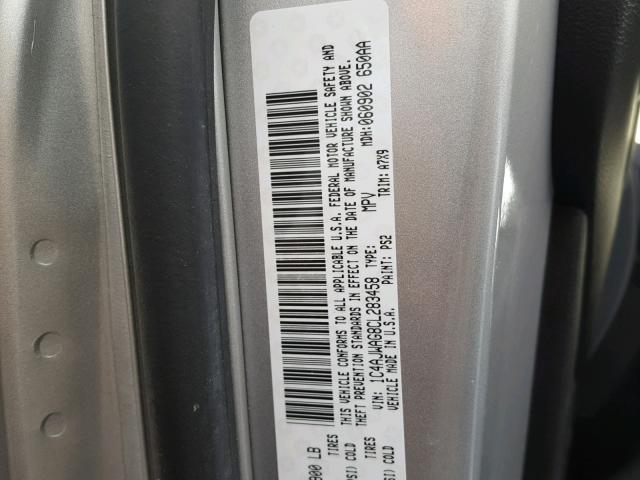 900 LB
TIRES
TIRES
SI) COLD
SI) COLD
THIS VEHICLE CONFORMS TO ALL APPLICABLE U.S.A. FEDERAL MOTOR VEHICLE SAFETY AND
THEFT PREVENTION STANDARDS IN EFFECT ON THE DATE OF MANUFACTURE SHOWN ABOVE.
VIN: 1C4AJWAG8CL283458 TYPE: MPV MDH: 060902 650AA
VEHICLE MADE IN U.S.A. PAINT: PS2 TRIM: A7X9